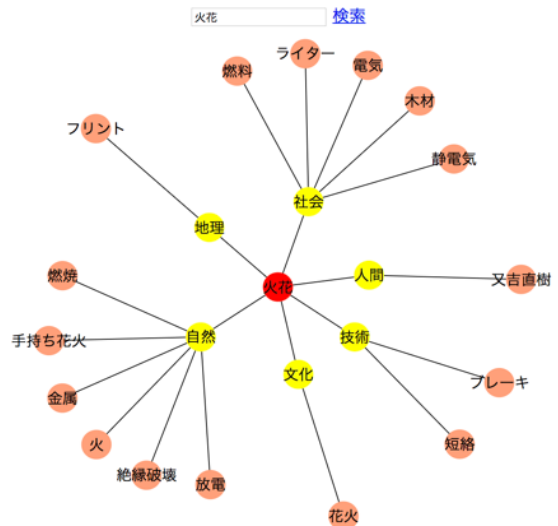 火花 検索
ライター
電気
燃料
木材
フリント
静電気
社会
地理
人間
燃焼
又吉直樹
火花
自然
技術
手持ち花火
文化
ブレーキ
金属
火
短絡
絶縁破壊
放電
花火